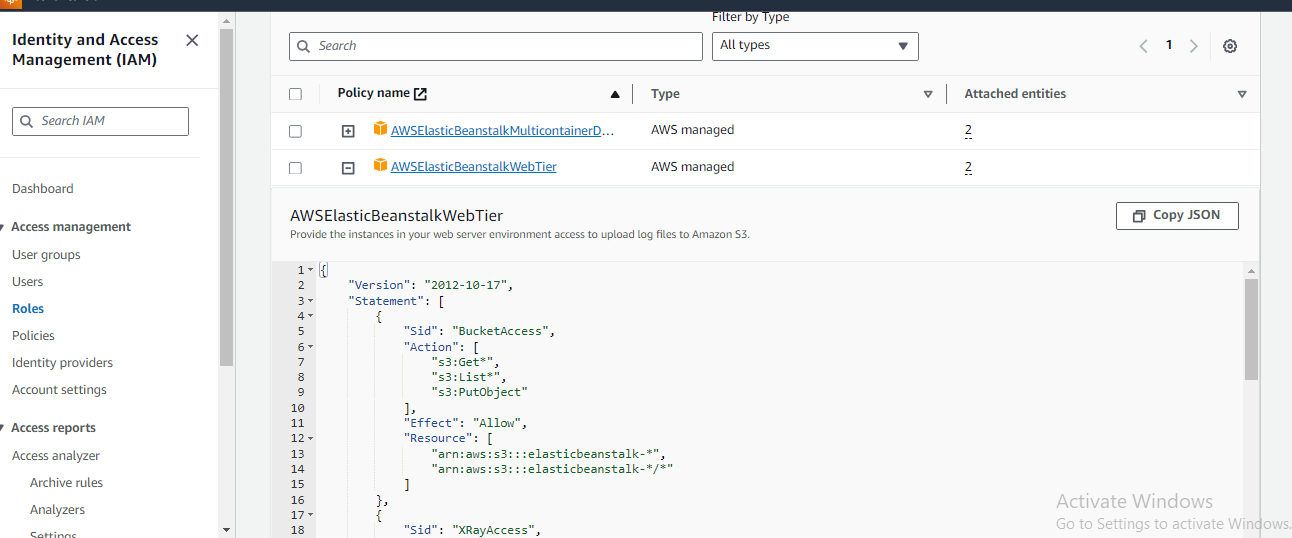 Identity and Access
Management (IAM)
Search IAM
Dashboard
Access management
User groups
Users
Roles
Policies
Identity providers
Account settings
Access reports
Access analyzer
Archive rules
Analyzers
Settings
Filter by Type
Search
All types
1
Policy name
Type
Attached entities
AWSElasticBeanstalkMulticontainerD...
AWS managed
2
AWSElasticBeanstalkWebTier
AWS managed
2
AWSElasticBeanstalkWebTier
Copy JSON
Provide the instances in your web server environment access to upload log files to Amazon S3.
1 {
2 "Version": "2012-10-17",
3 "Statement": [
4 {
5 "Sid": "BucketAccess",
6 "Action": [
7 "s3:Get*",
8 "s3:List*",
9 "s3:PutObject"
10 ],
11 "Effect": "Allow",
12 "Resource": [
13 "arn:aws:s3:::elasticbeanstalk-*",
14 "arn:aws:s3:::elasticbeanstalk-*/*"
15 ]
16 },
17 {
18 "Sid": "XRayAccess",
Activate Windows
Go to Settings to activate Windows.